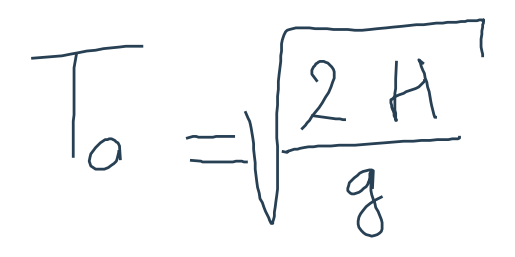 T₀ = √(2H/g)